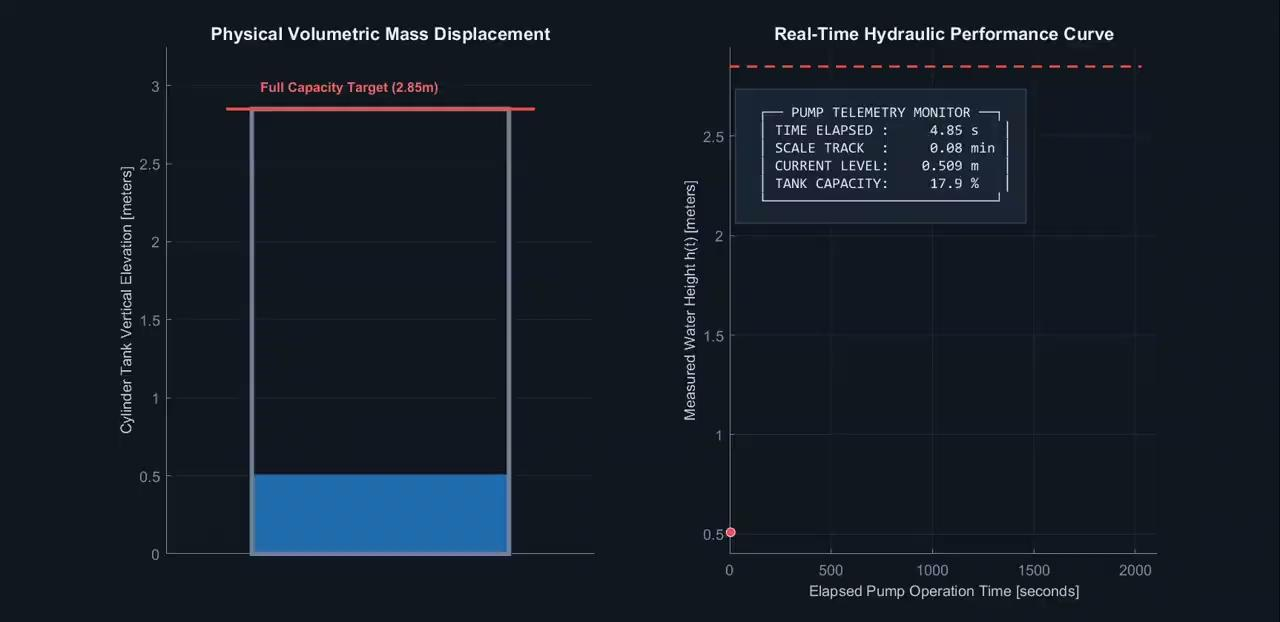 Physical Volumetric Mass Displacement
Full Capacity Target (2.85m)
Cylinder Tank Vertical Elevation [meters]
3
2.5
2
1.5
1
0.5
0
Real-Time Hydraulic Performance Curve
PUMP TELEMETRY MONITOR
TIME ELAPSED : 4.85 s
SCALE TRACK : 0.08 min
CURRENT LEVEL: 0.509 m
TANK CAPACITY: 17.9 %
Measured Water Height h(t) [meters]
2.5
2
1.5
1
0.5
0 500 1000 1500 2000
Elapsed Pump Operation Time [seconds]